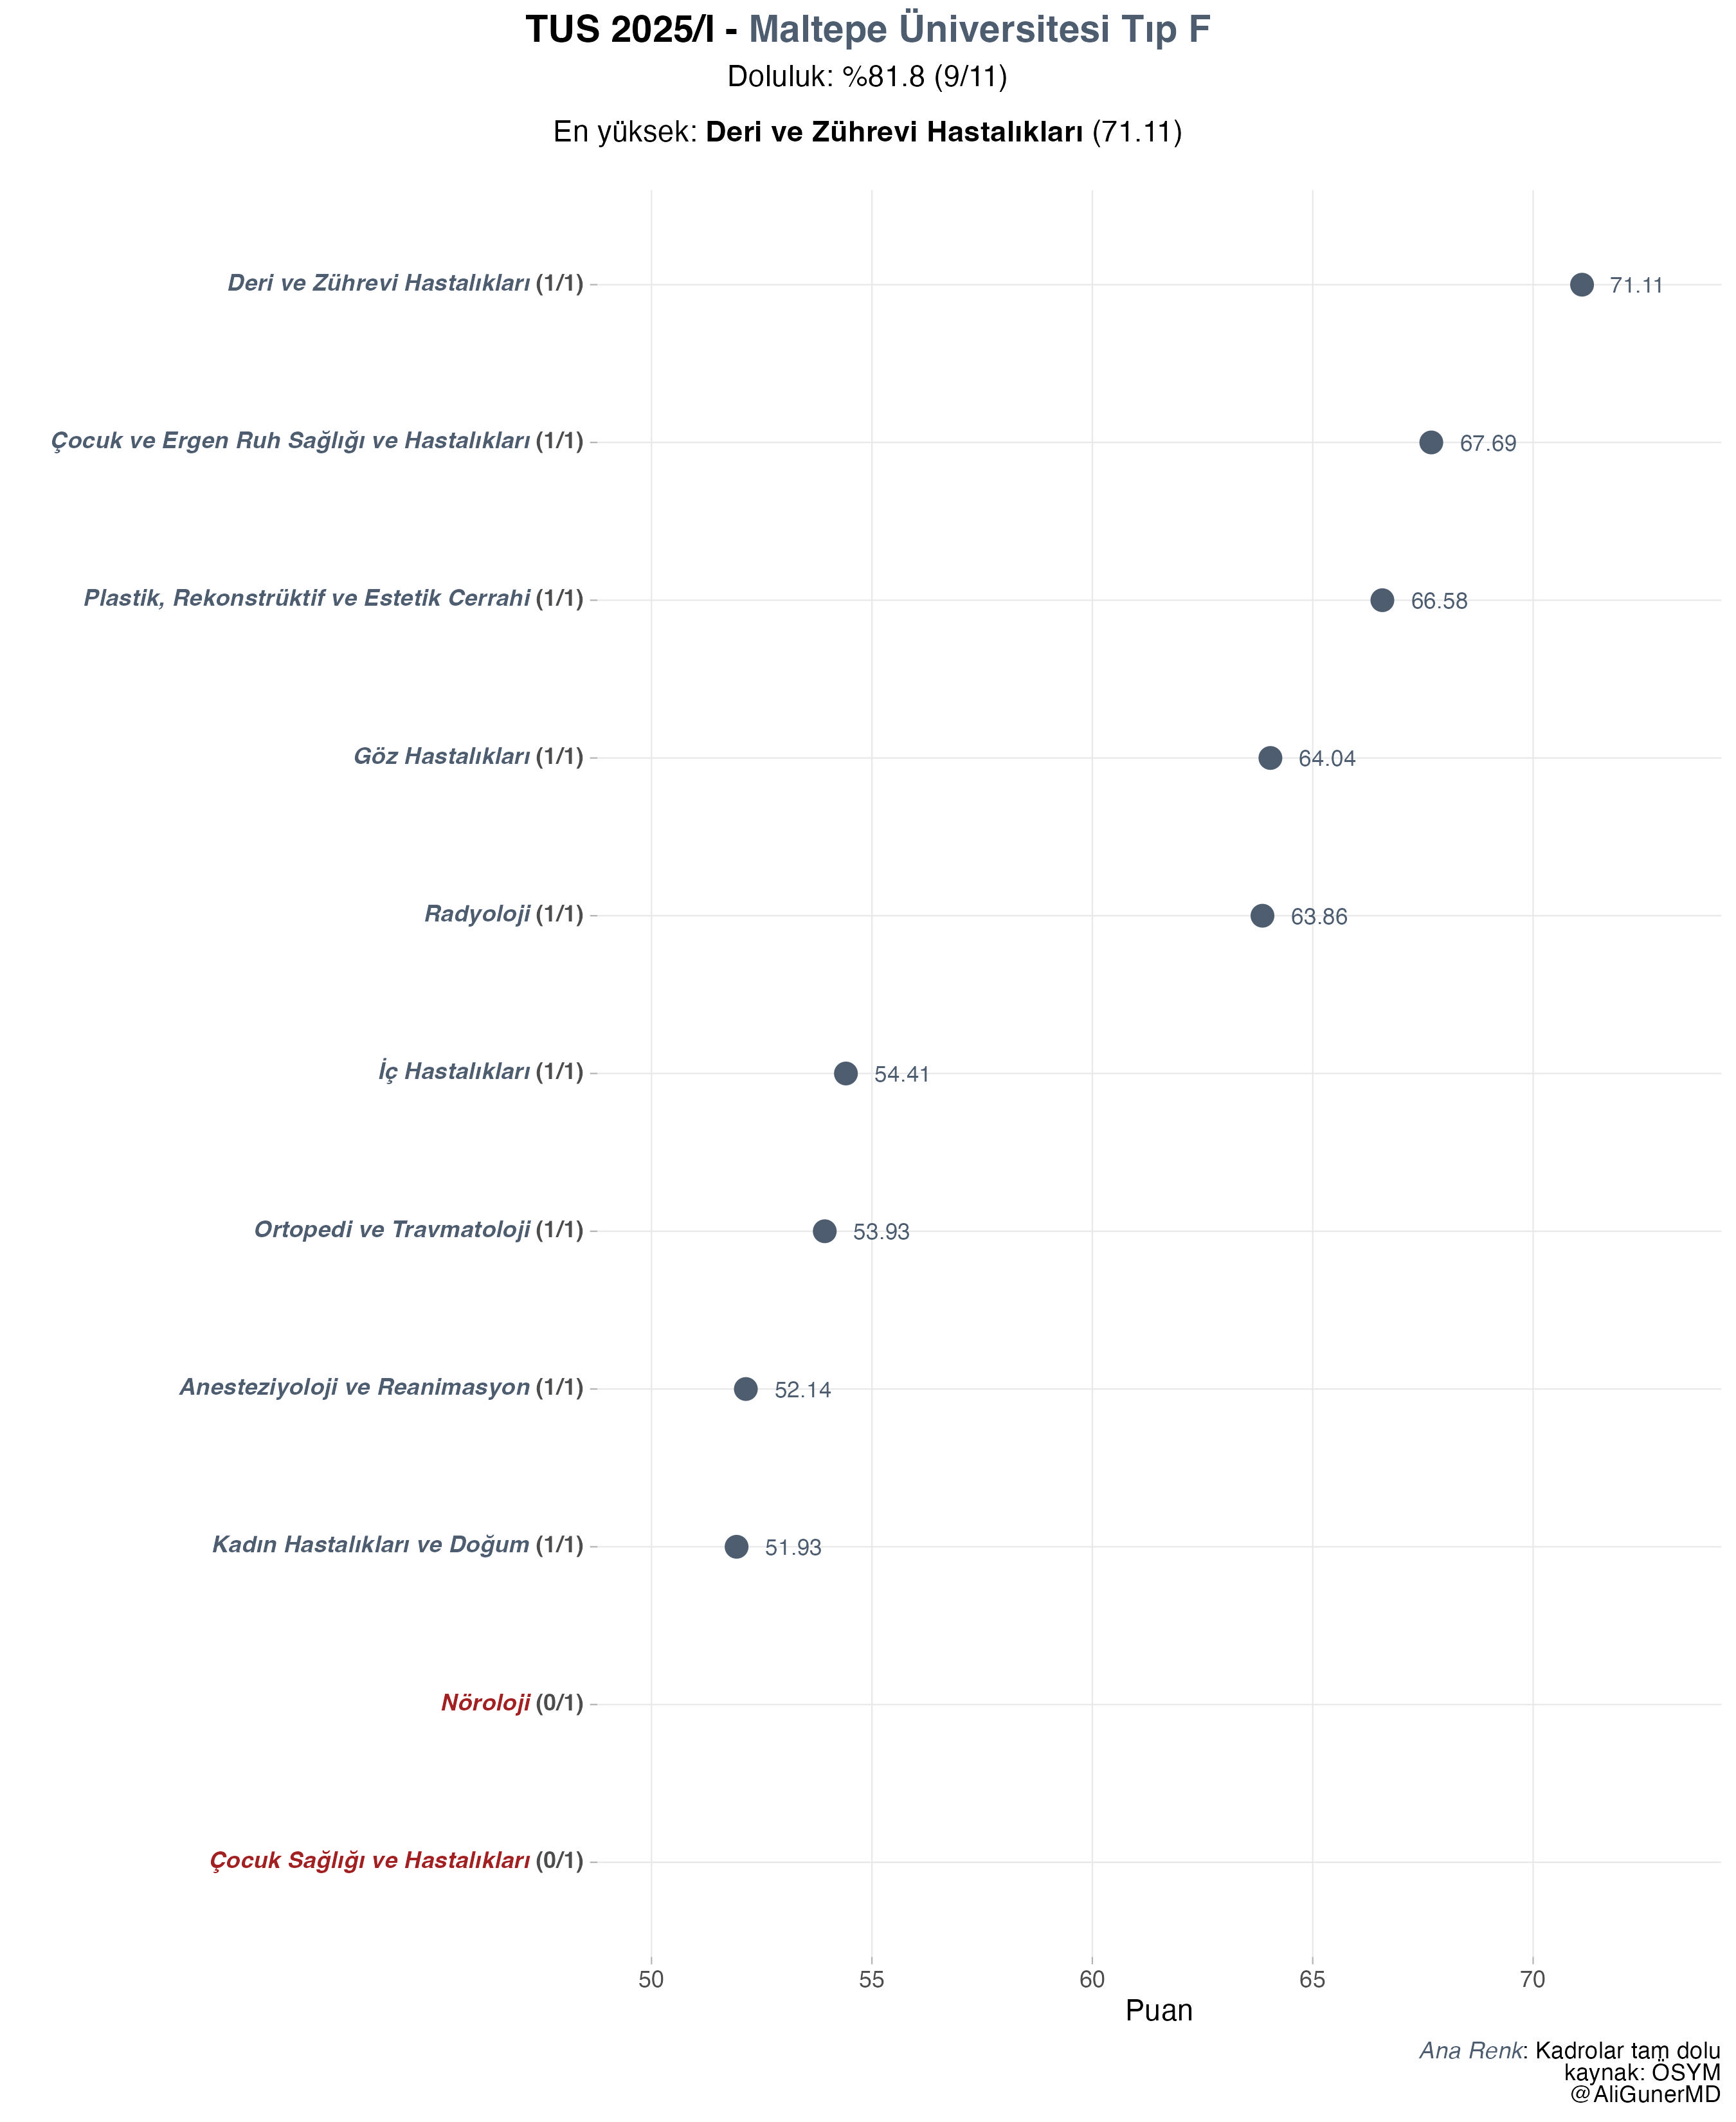 TUS 2025/I - Maltepe Üniversitesi Tıp F
Doluluk: %81.8 (9/11)
En yüksek: Deri ve Zührevi Hastalıkları (71.11)
Deri ve Zührevi Hastalıkları (1/1) 71.11
Çocuk ve Ergen Ruh Sağlığı ve Hastalıkları (1/1) 67.69
Plastik, Rekonstrüktif ve Estetik Cerrahi (1/1) 66.58
Göz Hastalıkları (1/1) 64.04
Radyoloji (1/1) 63.86
İç Hastalıkları (1/1) 54.41
Ortopedi ve Travmatoloji (1/1) 53.93
Anesteziyoloji ve Reanimasyon (1/1) 52.14
Kadın Hastalıkları ve Doğum (1/1) 51.93
Nöroloji (0/1)
Çocuk Sağlığı ve Hastalıkları (0/1)
50 55 60 65 70
Puan
Ana Renk: Kadrolar tam dolu
kaynak: ÖSYM
@AliGunerMD